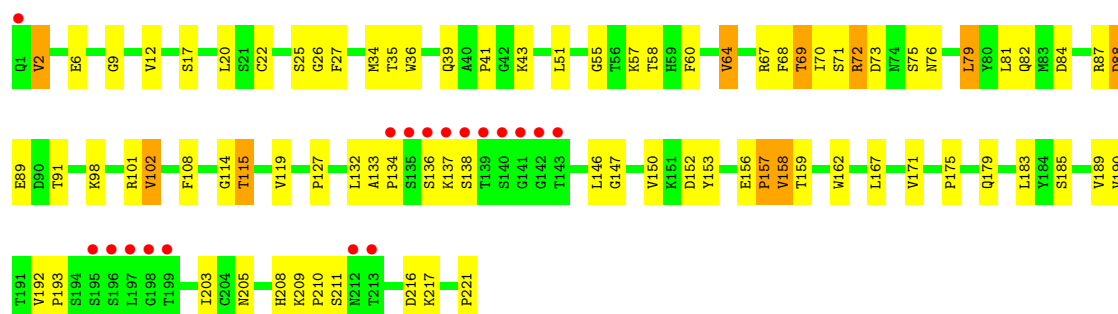 Q1 V2 E6 G9 V12 S17 L20 S21 C22 S25 G26 F27 M34 T35 W36 Q39 A40 P41 G42 K43 L51 G55 T56 K57 T58 H59 F60 V64 R67 F68 T69 I70 S71 R72 D73 N74 S75 N76 L79 Y80 L81 Q82 M83 D84 R87 D88
E89 D90 T91 K98 R101 V102 F108 G114 T115 V119 P127 L132 A133 P134 S135 S136 K137 S138 T139 S140 G141 G142 T143 L146 G147 V150 K151 D152 Y153 E156 P157 V158 T159 W162 L167 V171 P175 Q179 L183 Y184 S185 V189 V190
T191 V192 P193 S194 S195 S196 L197 G198 T199 I203 C204 N205 H208 K209 P210 S211 N212 T213 D216 K217 P221